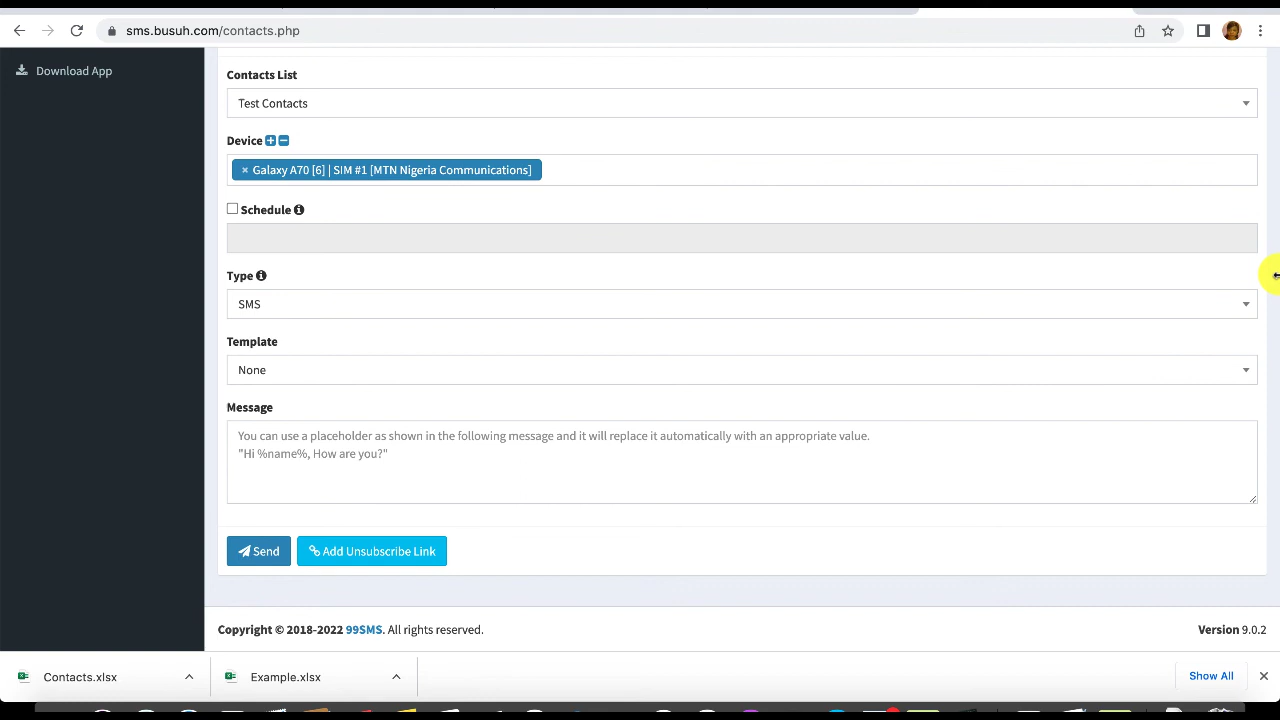 sms.busuh.com/contacts.php
Download App
Contacts List
Test Contacts
Device
× Galaxy A70 [6] | SIM #1 [MTN Nigeria Communications]
Schedule
Type
SMS
Template
None
Message
You can use a placeholder as shown in the following message and it will replace it automatically with an appropriate value.
"Hi %name%, How are you?"
Send
Add Unsubscribe Link
Copyright © 2018-2022 99SMS. All rights reserved.
Version 9.0.2
Contacts.xlsx
Example.xlsx
Show All